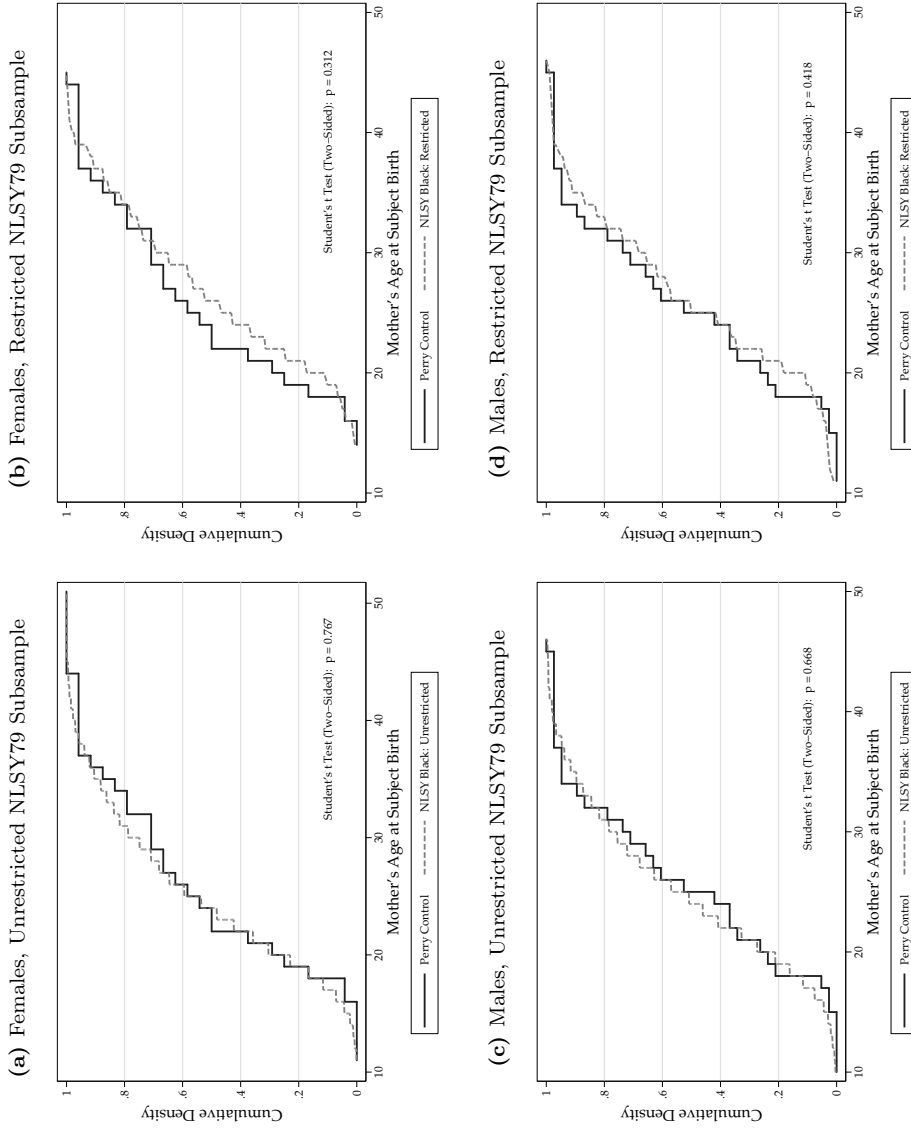 (a) Females, Unrestricted NLSY79 Subsample
Cumulative Density
1
.8
.6
.4
.2
0
10 20 30 40 50
Mother's Age at Subject Birth
Student's t Test (Two-Sided): p = 0.767
Perry Control NLSY Black: Unrestricted
(b) Females, Restricted NLSY79 Subsample
Cumulative Density
1
.8
.6
.4
.2
0
10 20 30 40 50
Mother's Age at Subject Birth
Student's t Test (Two-Sided): p = 0.312
Perry Control NLSY Black: Restricted
(c) Males, Unrestricted NLSY79 Subsample
Cumulative Density
1
.8
.6
.4
.2
0
10 20 30 40 50
Mother's Age at Subject Birth
Student's t Test (Two-Sided): p = 0.668
Perry Control NLSY Black: Unrestricted
(d) Males, Restricted NLSY79 Subsample
Cumulative Density
1
.8
.6
.4
.2
0
10 20 30 40 50
Mother's Age at Subject Birth
Student's t Test (Two-Sided): p = 0.418
Perry Control NLSY Black: Restricted